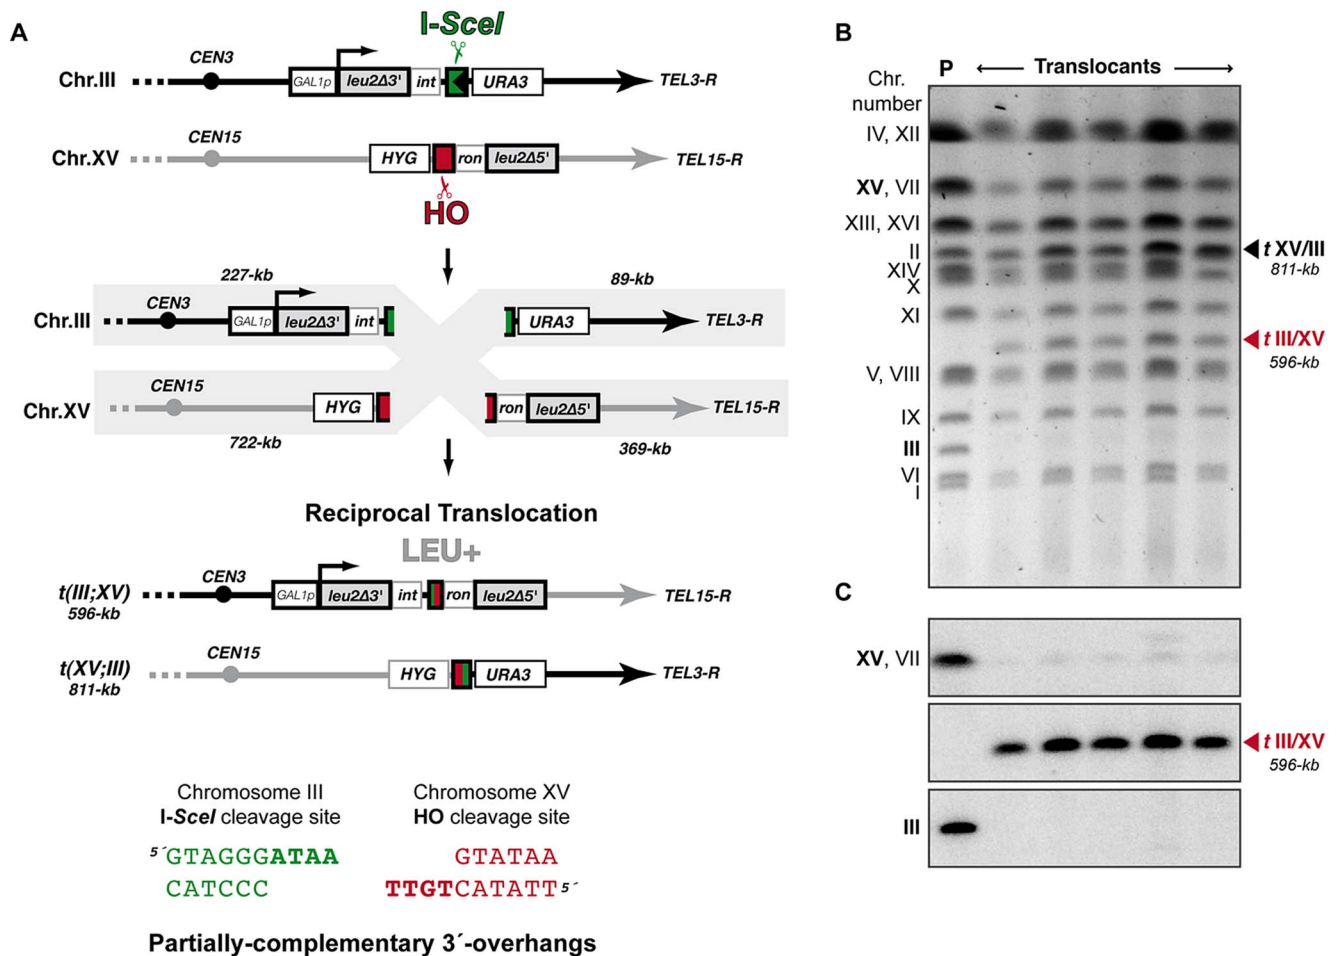 A
I-SceI
CEN3
Chr.III
GAL1p
leu2Δ3'
int
URA3
TEL3-R
CEN15
Chr.XV
HYG
ron
leu2Δ5'
TEL15-R
HO
227-kb
89-kb
CEN3
Chr.III
GAL1p
leu2Δ3'
int
URA3
TEL3-R
CEN15
Chr.XV
HYG
ron
leu2Δ5'
TEL15-R
722-kb
369-kb
Reciprocal Translocation
LEU+
CEN3
t(III;XV)
596-kb
GAL1p
leu2Δ3'
int
ron
leu2Δ5'
TEL15-R
CEN15
t(XV;III)
811-kb
HYG
URA3
TEL3-R
Chromosome III
I-SceI cleavage site
5´GTAGGGATAA
CATCCC
Chromosome XV
HO cleavage site
GTATAA
TTGTCATATT5´
Partially-complementary 3´-overhangs
B
P
Translocants
Chr.
number
IV, XII
XV, VII
XIII, XVI
II
XIV
X
XI
V, VIII
IX
III
VI
I
t XV/III
811-kb
t III/XV
596-kb
C
XV, VII
t III/XV
596-kb
III